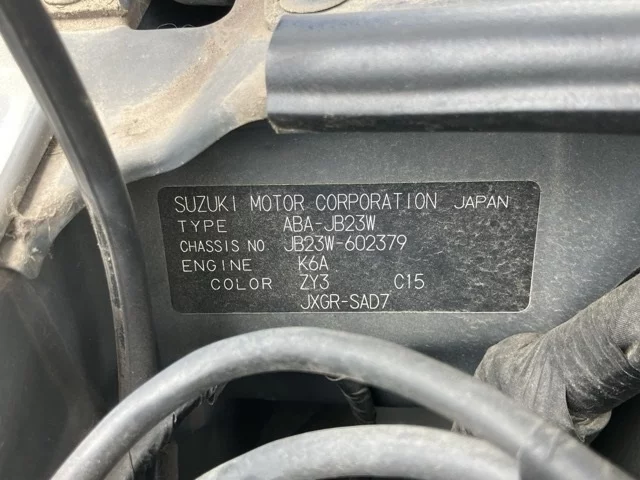 SUZUKI MOTOR CORPORATION JAPAN
TYPE ABA-JB23W
CHASSIS NO. JB23W-602379
ENGINE K6A
COLOR ZY3 C15
JXGR-SAD7